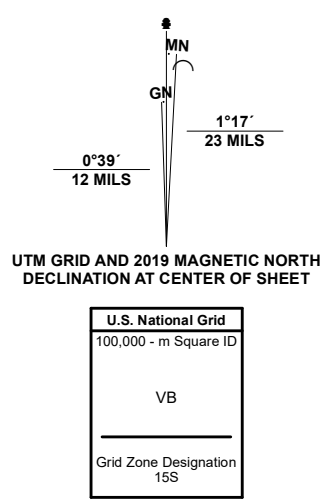 MN
GN
1°17´
23 MILS
0°39´
12 MILS
UTM GRID AND 2019 MAGNETIC NORTH
DECLINATION AT CENTER OF SHEET
U.S. National Grid
100,000 - m Square ID
VB
Grid Zone Designation
15S